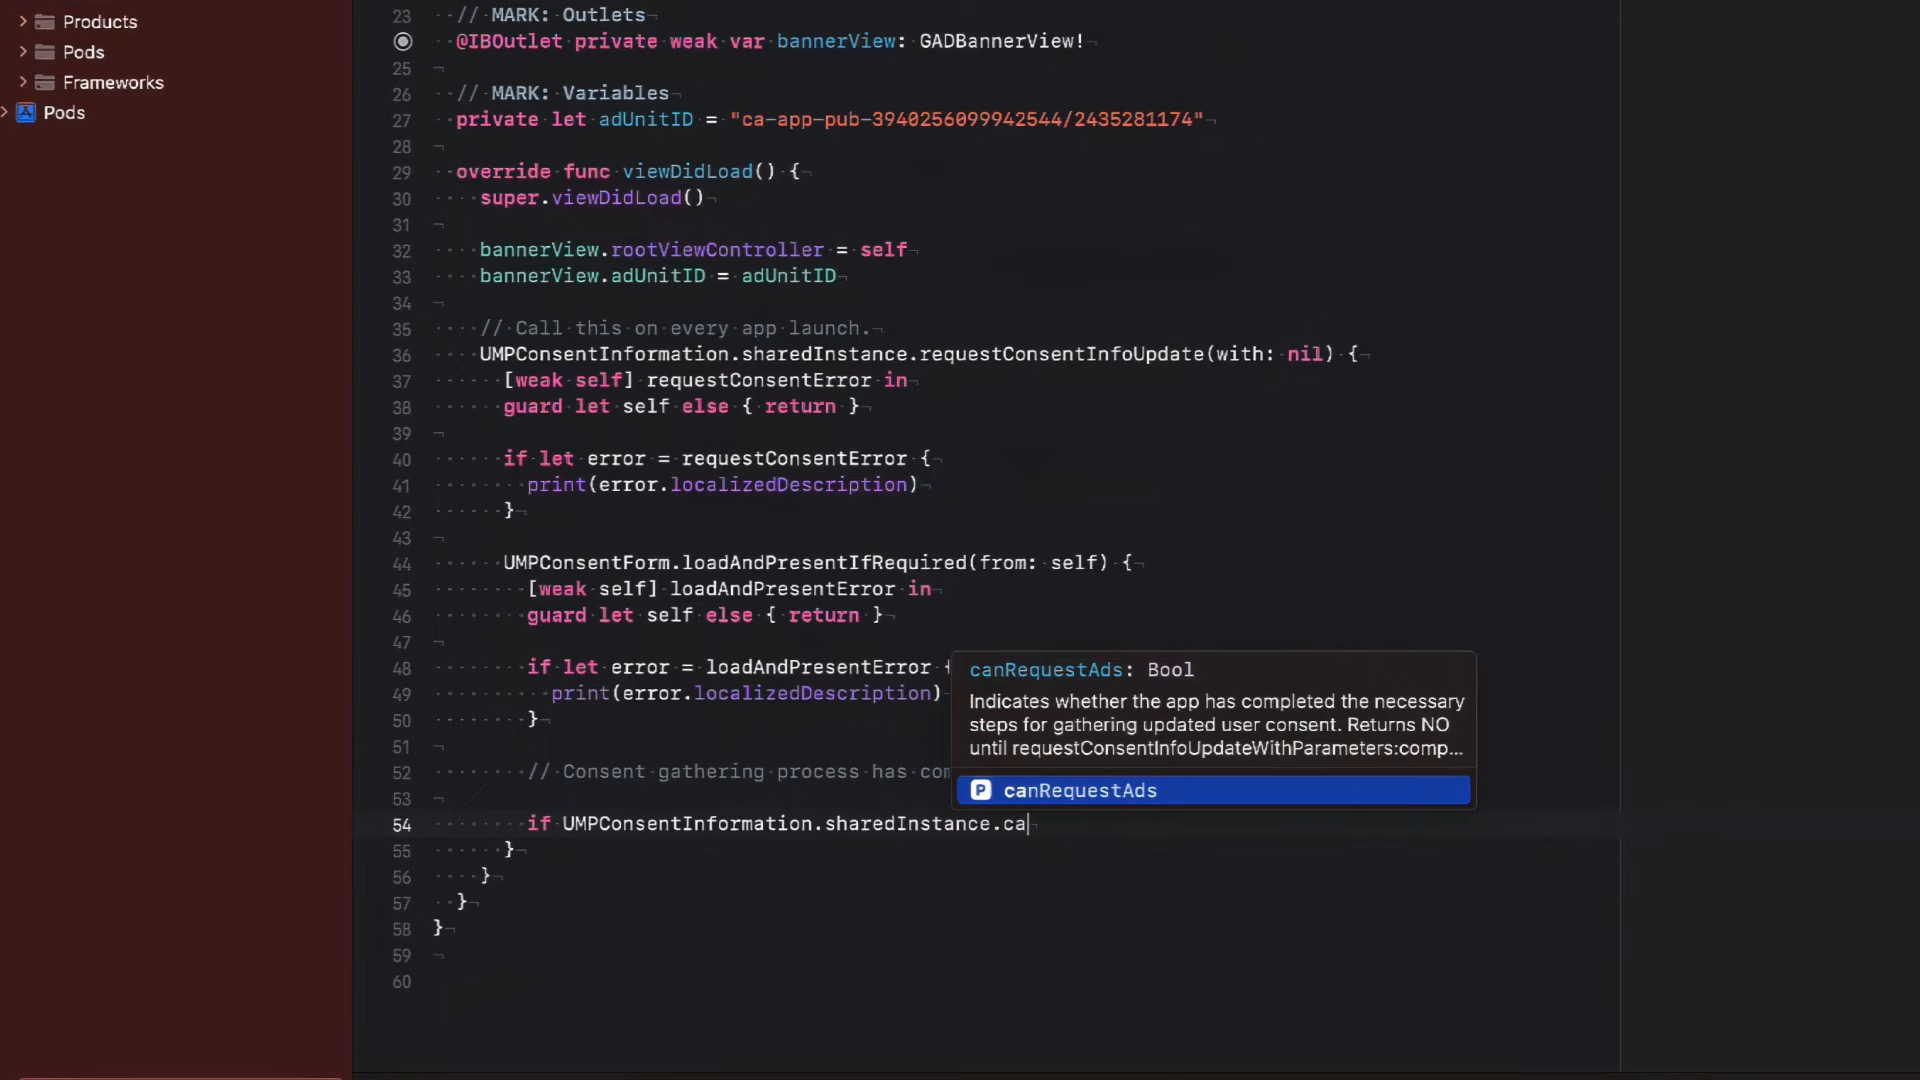 Products
Pods
Frameworks
Pods
23 // MARK: Outlets
@IBOutlet private weak var bannerView: GADBannerView!
25
26 // MARK: Variables
27 private let adUnitID = "ca-app-pub-3940256099942544/2435281174"
28
29 override func viewDidLoad() {
30 super.viewDidLoad()
31
32 bannerView.rootViewController = self
33 bannerView.adUnitID = adUnitID
34
35 // Call this on every app launch.
36 UMPConsentInformation.sharedInstance.requestConsentInfoUpdate(with: nil) {
37 [weak self] requestConsentError in
38 guard let self else { return }
39
40 if let error = requestConsentError {
41 print(error.localizedDescription)
42 }
43
44 UMPConsentForm.loadAndPresentIfRequired(from: self) {
45 [weak self] loadAndPresentError in
46 guard let self else { return }
47
48 if let error = loadAndPresentError {
49 print(error.localizedDescription)
50 }
51
52 // Consent gathering process has com
53
54 if UMPConsentInformation.sharedInstance.ca
55 }
56 }
57 }
58 }
59
60
canRequestAds: Bool
Indicates whether the app has completed the necessary
steps for gathering updated user consent. Returns NO
until requestConsentInfoUpdateWithParameters:comp...
P canRequestAds